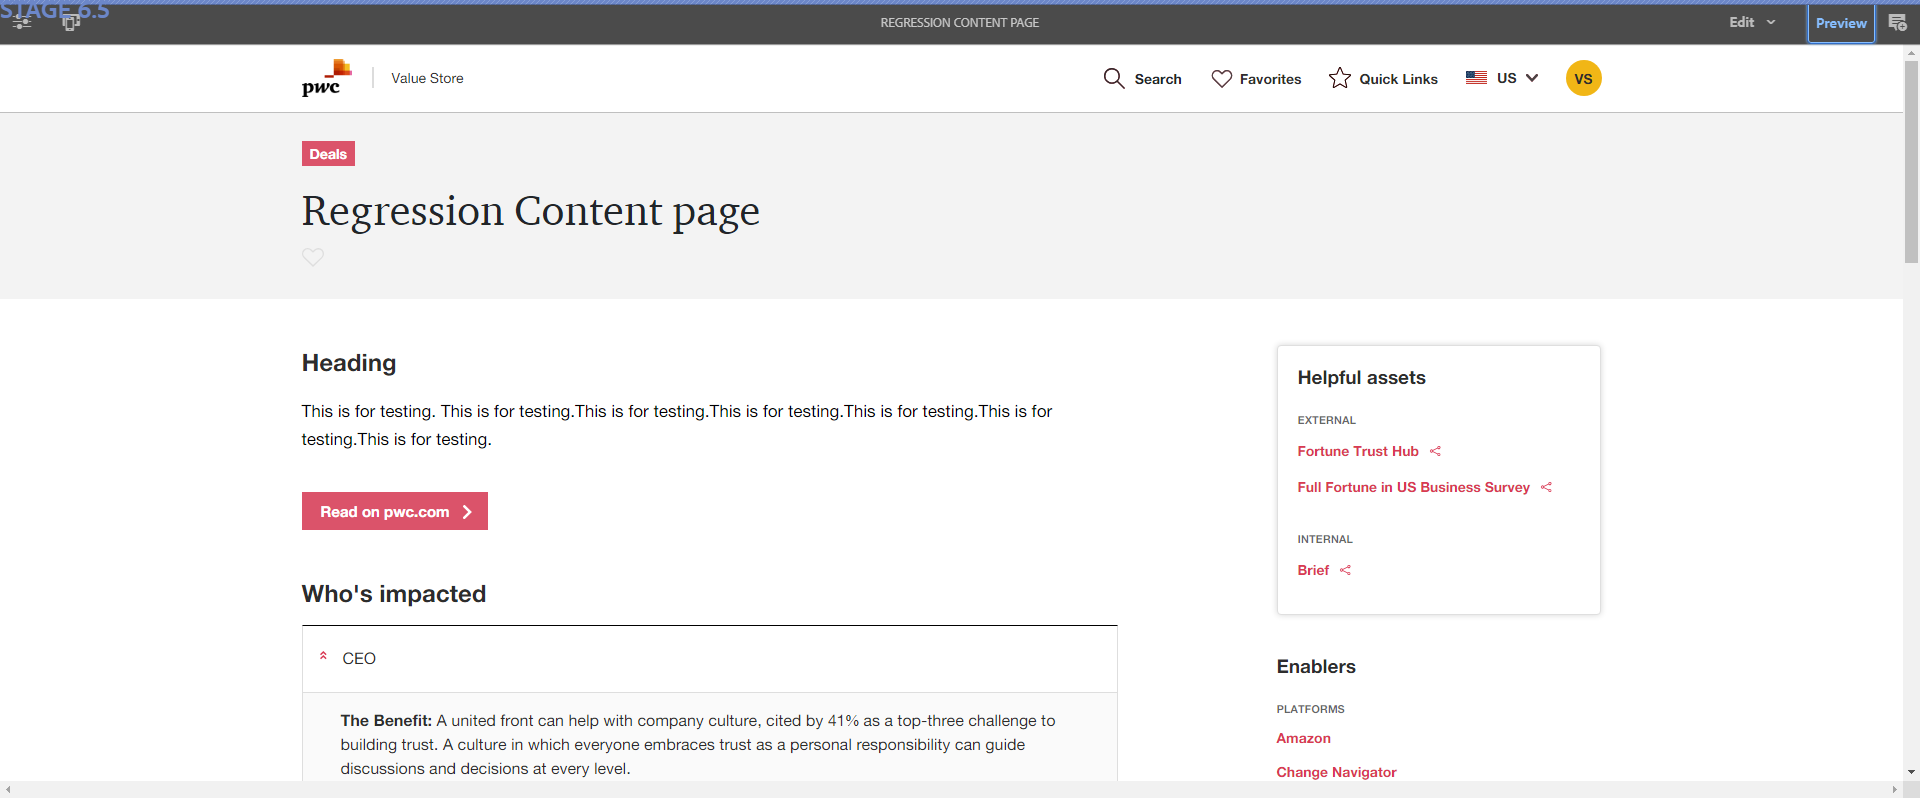 STAGE 6.5
REGRESSION CONTENT PAGE
Edit
Preview
pwc
Value Store
Search
Favorites
Quick Links
US
VS
Deals
Regression Content page
Heading
This is for testing. This is for testing.This is for testing.This is for testing.This is for testing.This is for
testing.This is for testing.
Read on pwc.com
Who's impacted
CEO
The Benefit: A united front can help with company culture, cited by 41% as a top-three challenge to
building trust. A culture in which everyone embraces trust as a personal responsibility can guide
discussions and decisions at every level.
Helpful assets
EXTERNAL
Fortune Trust Hub
Full Fortune in US Business Survey
INTERNAL
Brief
Enablers
PLATFORMS
Amazon
Change Navigator